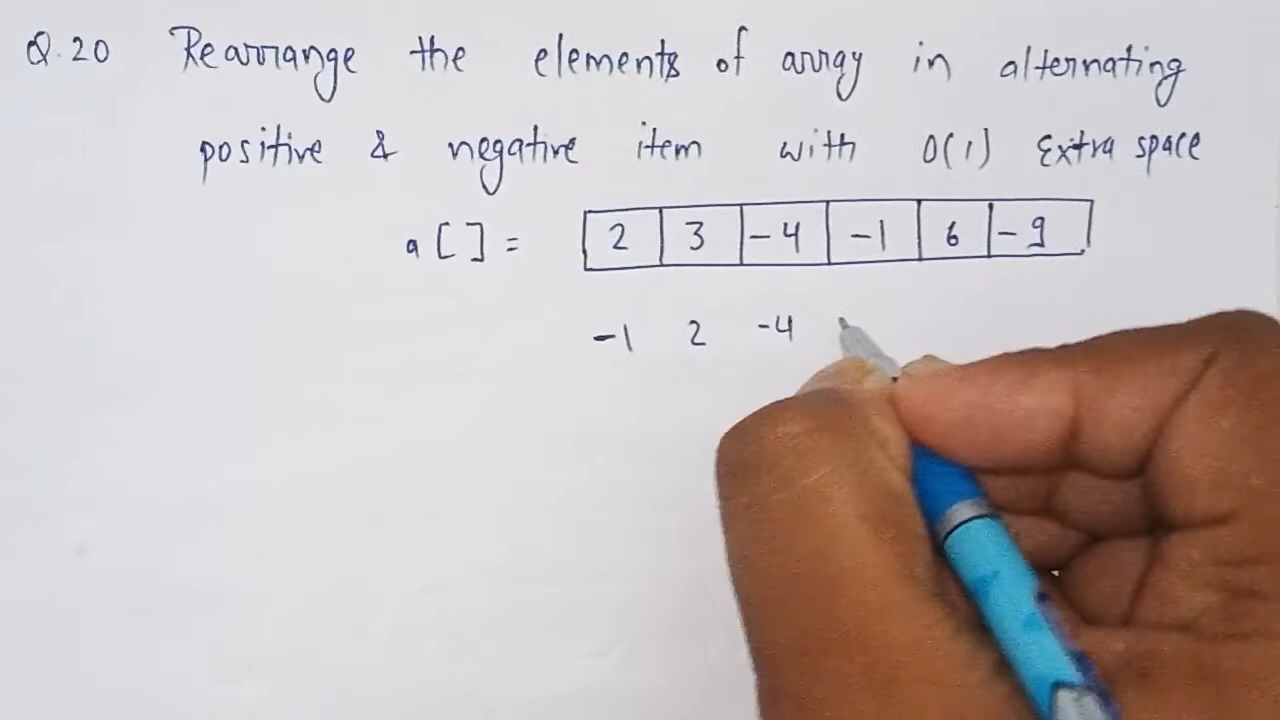 Q.20 Rearrange the elements of array in alternating
positive & negative item with O(1) Extra space
a[] = 2 3 -4 -1 6 -9
-1 2 -4